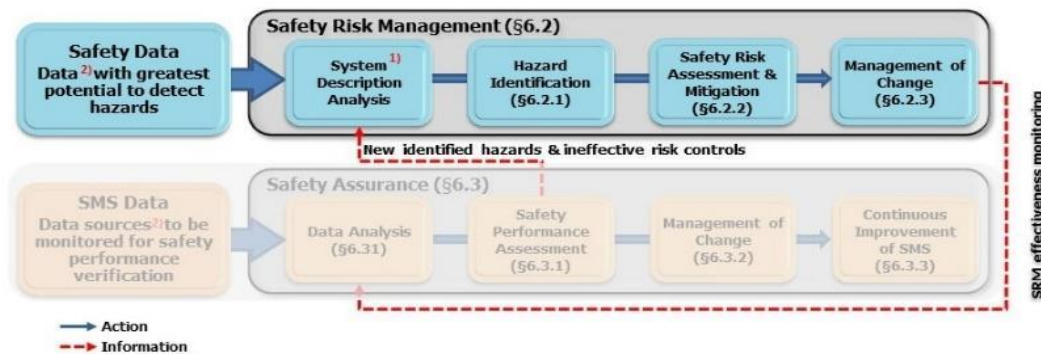 Safety Risk Management (§6.2)
Safety Data
Data 2) with greatest
potential to detect
hazards
System 1)
Description
Analysis
Hazard
Identification
(§6.2.1)
Safety Risk
Assessment &
Mitigation
(§6.2.2)
Management of
Change
(§6.2.3)
New identified hazards & ineffective risk controls
SRM effectiveness monitoring
Safety Assurance (§6.3)
SMS Data
Data sources 2) to be
monitored for safety
performance
verification
Data Analysis
(§6.31)
Safety
Performance
Assessment
(§6.3.1)
Management of
Change
(§6.3.2)
Continuous
Improvement
of SMS
(§6.3.3)
Action
Information